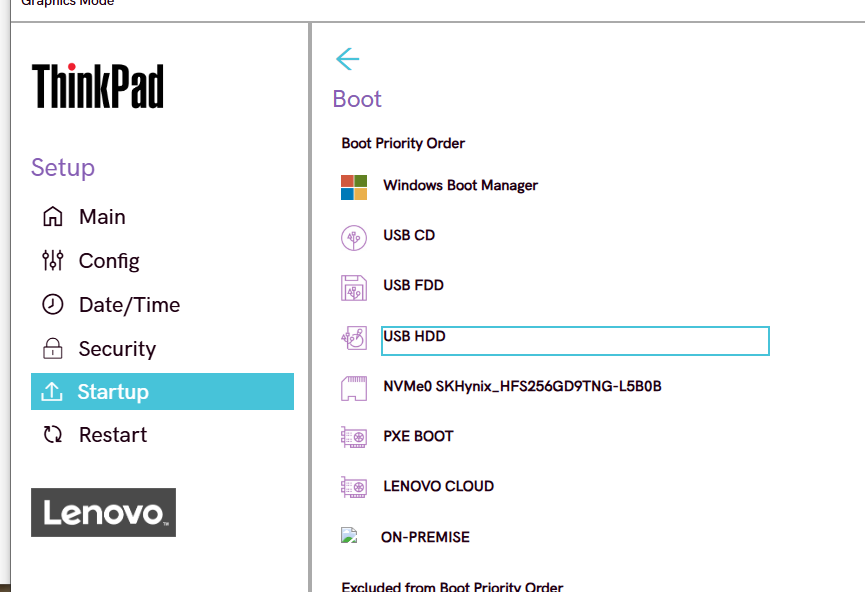 Graphics Mode
ThinkPad
Setup
Main
Config
Date/Time
Security
Startup
Restart
Lenovo™
Boot
Boot Priority Order
Windows Boot Manager
USB CD
USB FDD
USB HDD
NVMe0 SKHynix_HFS256GD9TNG-L5B0B
PXE BOOT
LENOVO CLOUD
ON-PREMISE
Excluded from Boot Priority Order